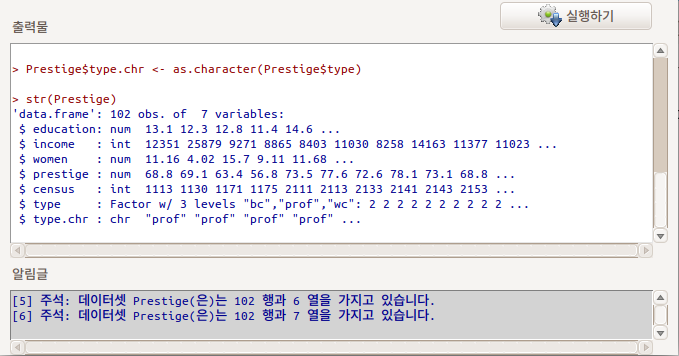 출력물
실행하기
> Prestige$type.chr <- as.character(Prestige$type)
> str(Prestige)
'data.frame': 102 obs. of  7 variables:
 $ education: num  13.1 12.3 12.8 11.4 14.6 ...
 $ income   : int  12351 25879 9271 8865 8403 11030 8258 14163 11377 11023 ...
 $ women    : num  11.16 4.02 15.7 9.11 11.68 ...
 $ prestige : num  68.8 69.1 63.4 56.8 73.5 77.6 72.6 78.1 73.1 68.8 ...
 $ census   : int  1113 1130 1171 1175 2111 2113 2133 2141 2143 2153 ...
 $ type     : Factor w/ 3 levels "bc","prof","wc": 2 2 2 2 2 2 2 2 2 2 ...
 $ type.chr : chr  "prof" "prof" "prof" "prof" ...
알림글
[5] 주석: 데이터셋 Prestige(은)는 102 행과 6 열을 가지고 있습니다.
[6] 주석: 데이터셋 Prestige(은)는 102 행과 7 열을 가지고 있습니다.